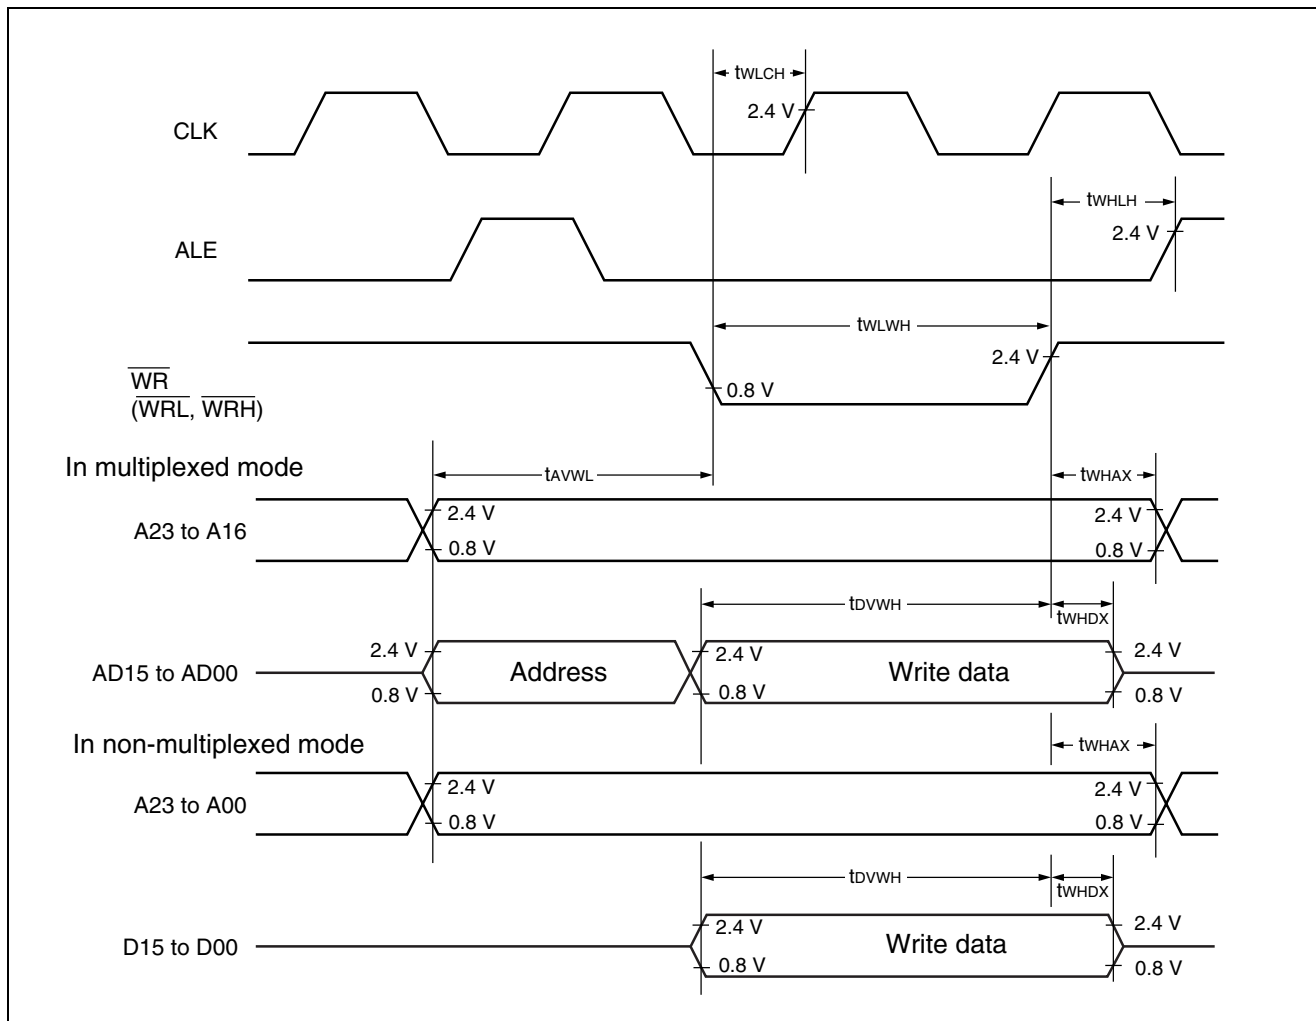 tWLCH
2.4 V
CLK
tWHLH
2.4 V
ALE
tWLWH
2.4 V
WR
0.8 V
(WRL, WRH)
In multiplexed mode
tAVWL
tWHAX
2.4 V
2.4 V
A23 to A16
0.8 V
0.8 V
tDVWH
tWHDX
2.4 V
2.4 V
2.4 V
AD15 to AD00
Address
Write data
0.8 V
0.8 V
0.8 V
In non-multiplexed mode
tWHAX
2.4 V
2.4 V
A23 to A00
0.8 V
0.8 V
tDVWH
tWHDX
2.4 V
2.4 V
D15 to D00
Write data
0.8 V
0.8 V